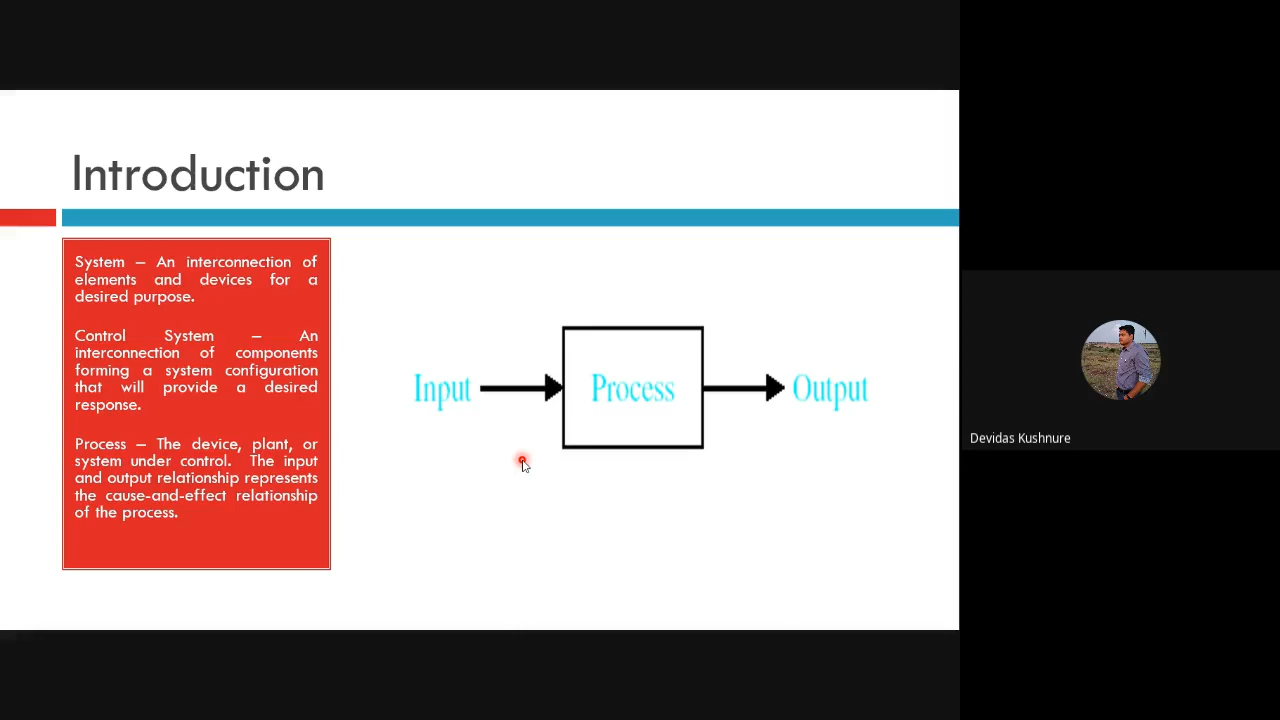 Introduction
System – An interconnection of
elements and devices for a
desired purpose.
Control System – An
interconnection of components
forming a system configuration
that will provide a desired
response.
Process – The device, plant, or
system under control. The input
and output relationship represents
the cause-and-effect relationship
of the process.
Input
Process
Output
Devidas Kushnure